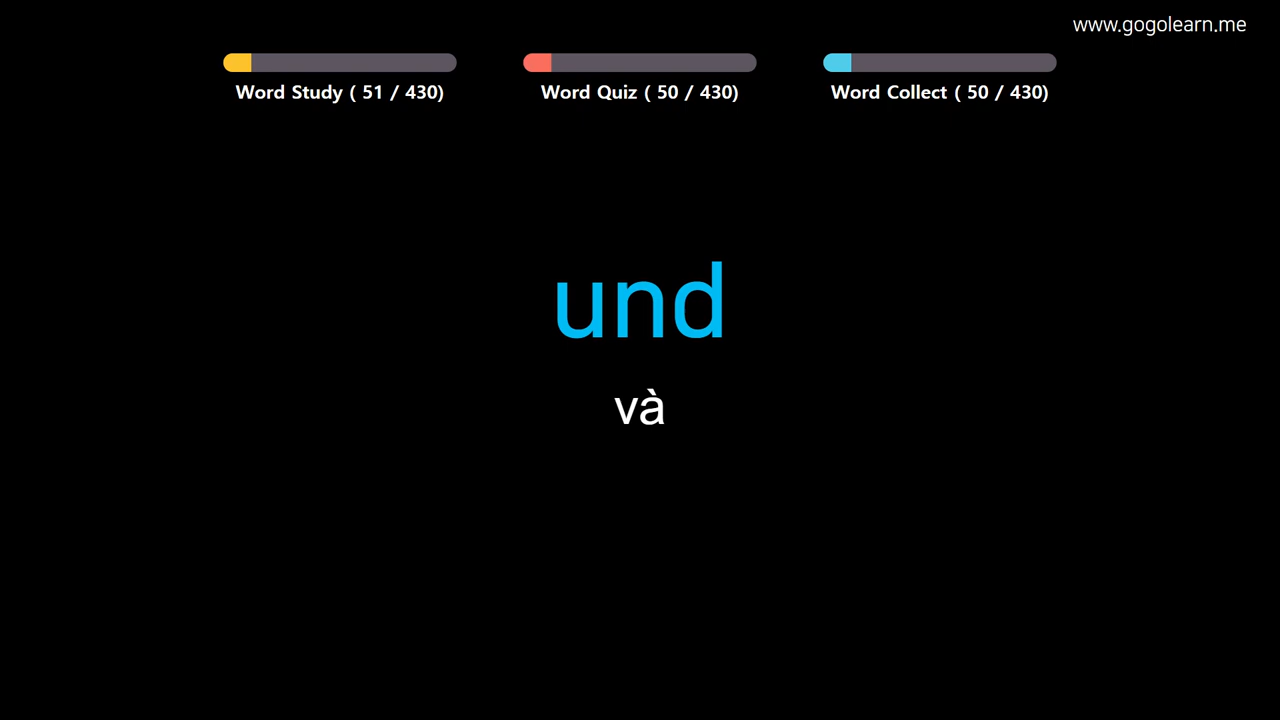 www.gogolearn.me
Word Study ( 51 / 430)
Word Quiz ( 50 / 430)
Word Collect ( 50 / 430)
und
và